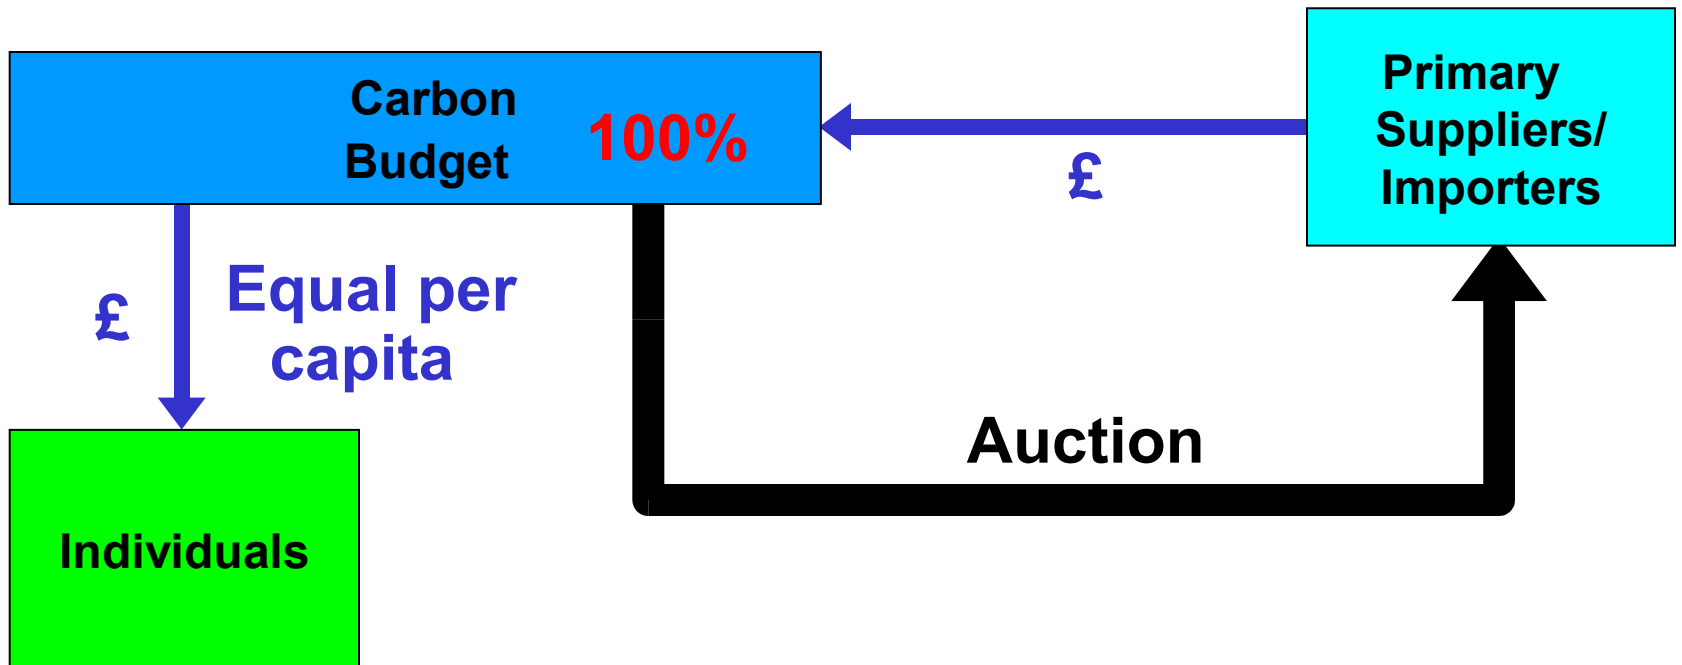 Carbon
Budget
100%
Primary
Suppliers/
Importers
£
£
Equal per
capita
Auction
Individuals